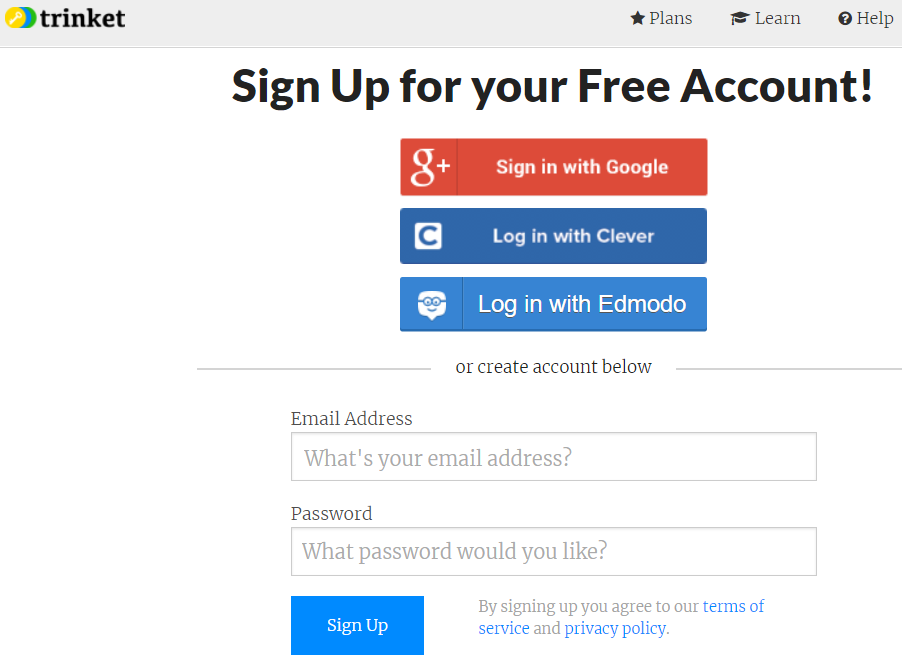 trinket
Plans Learn Help
Sign Up for your Free Account!
g+ Sign in with Google
C Log in with Clever
Log in with Edmodo
or create account below
Email Address
What's your email address?
Password
What password would you like?
Sign Up
By signing up you agree to our terms of
service and privacy policy.